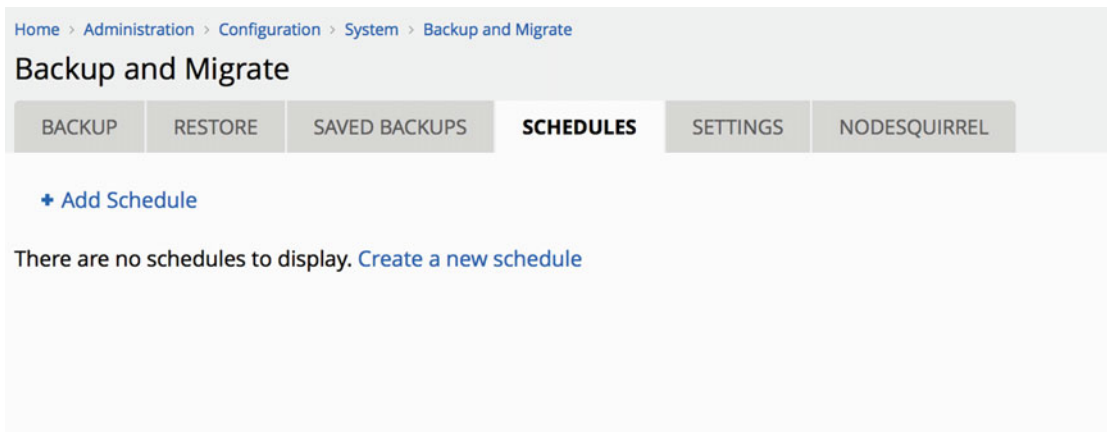 Home > Administration > Configuration > System > Backup and Migrate
Backup and Migrate
BACKUP RESTORE SAVED BACKUPS SCHEDULES SETTINGS NODESQUIRREL
+ Add Schedule
There are no schedules to display. Create a new schedule